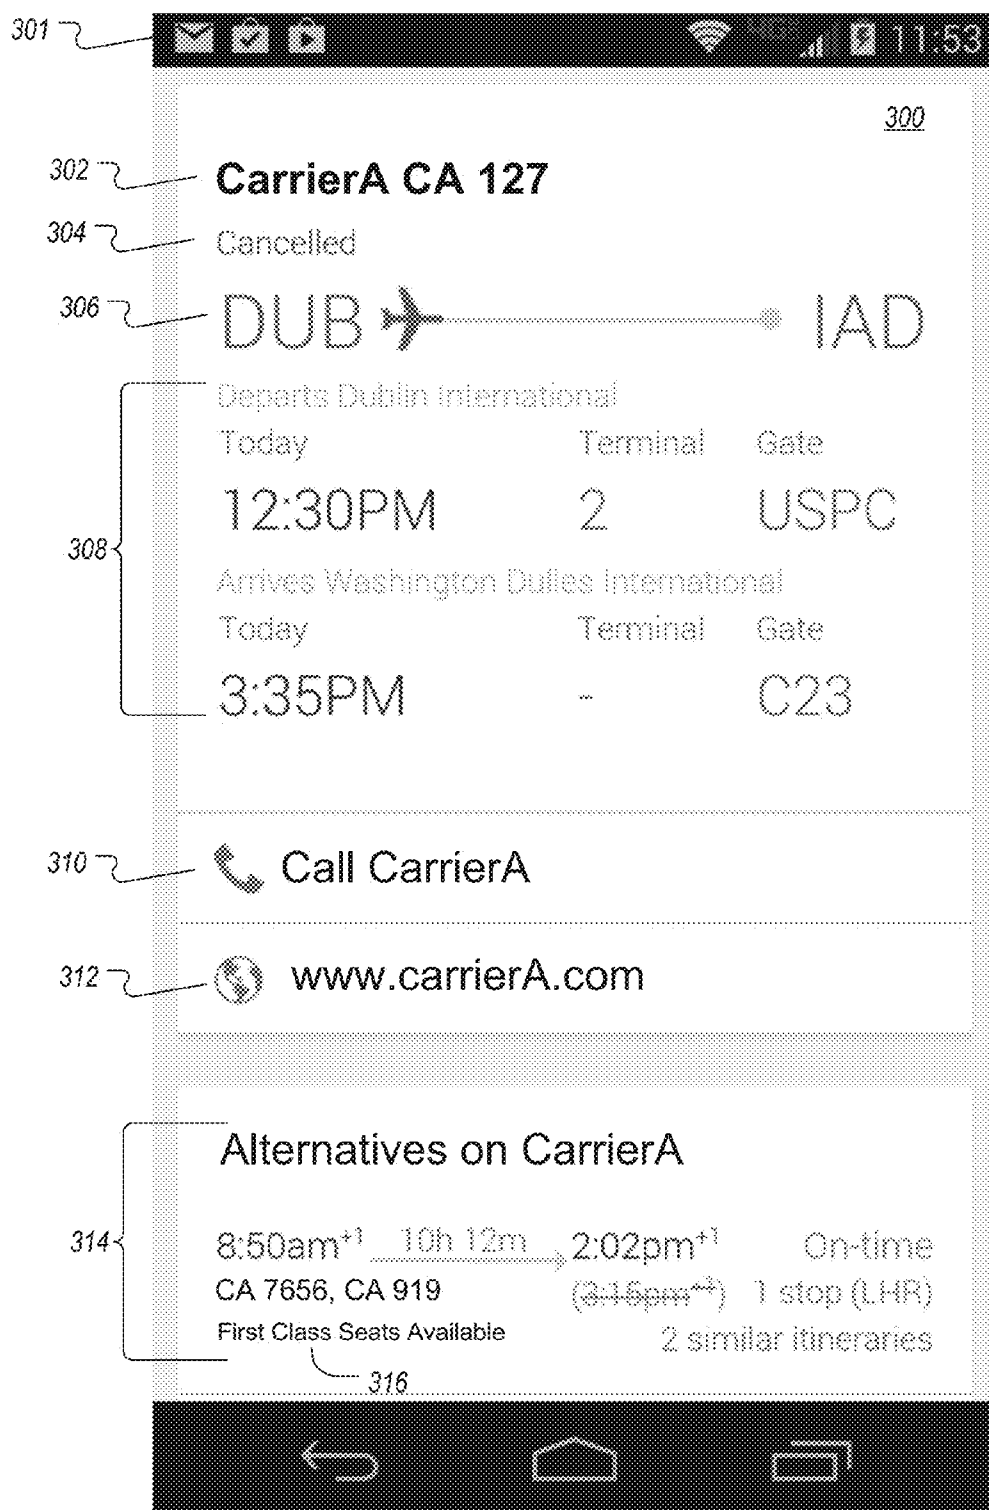 301
11:53
300
302 CarrierA CA 127
304 Cancelled
306 DUB IAD
Departs Dublin International
Today Terminal Gate
12:30PM 2 USPC
308
Arrives Washington Dulles International
Today Terminal Gate
3:35PM - C23
310 Call CarrierA
312 www.carrierA.com
Alternatives on CarrierA
314 8:50am+1 10h 12m 2:02pm+1 On-time
CA 7656, CA 919 1 stop (LHR)
First Class Seats Available 2 similar itineraries
316